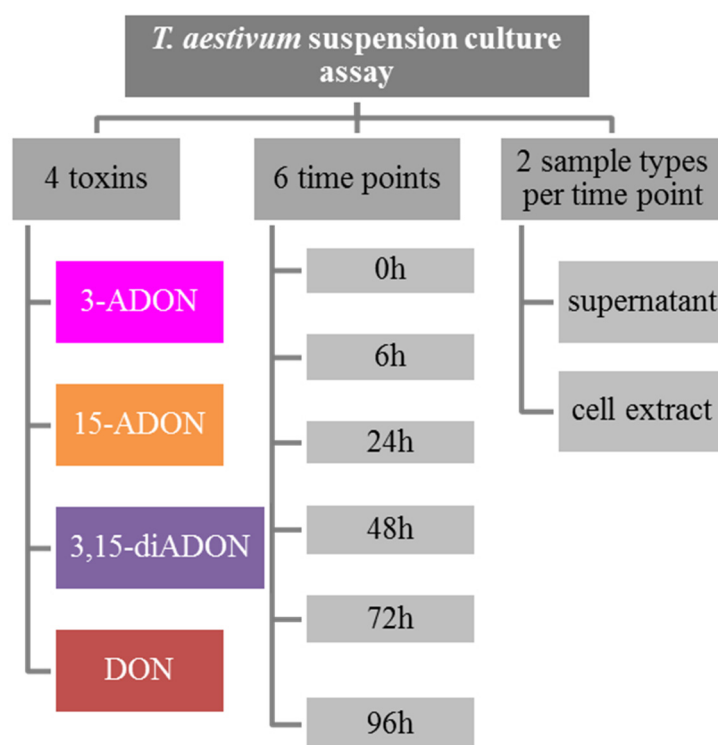 T. aestivum suspension culture
assay
4 toxins
3-ADON
15-ADON
3,15-diADON
DON
6 time points
0h
6h
24h
48h
72h
96h
2 sample types
per time point
supernatant
cell extract